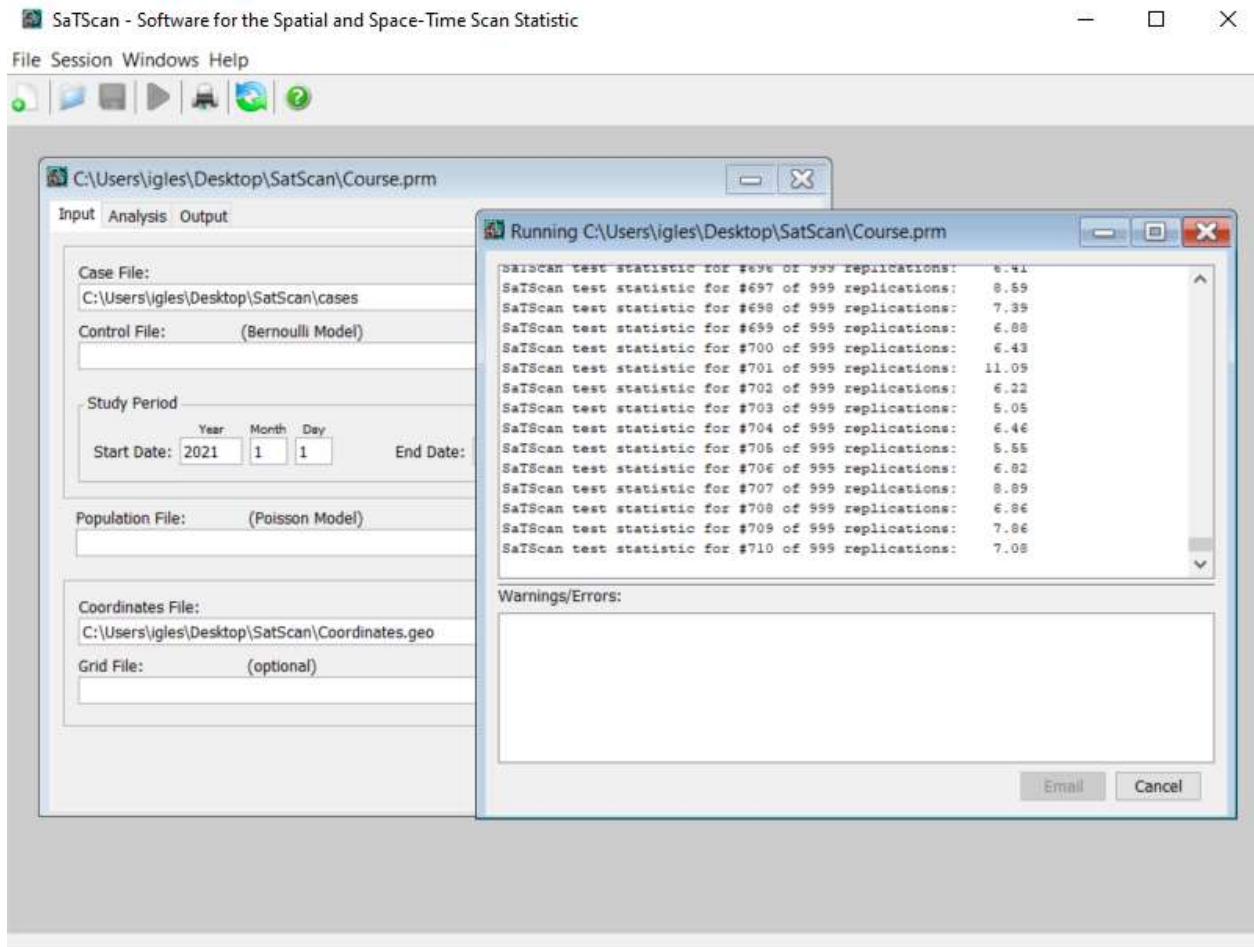 SaTScan - Software for the Spatial and Space-Time Scan Statistic
File Session Windows Help
C:\Users\igles\Desktop\SatScan\Course.prm
Input Analysis Output
Case File:
C:\Users\igles\Desktop\SatScan\cases
Control File: (Bernoulli Model)
Study Period
Year Month Day
Start Date: 2021 1 1 End Date:
Population File: (Poisson Model)
Coordinates File:
C:\Users\igles\Desktop\SatScan\Coordinates.geo
Grid File: (optional)
Running C:\Users\igles\Desktop\SatScan\Course.prm
SaTScan test statistic for #696 of 999 replications: 6.41
SaTScan test statistic for #697 of 999 replications: 8.59
SaTScan test statistic for #698 of 999 replications: 7.39
SaTScan test statistic for #699 of 999 replications: 6.88
SaTScan test statistic for #700 of 999 replications: 6.43
SaTScan test statistic for #701 of 999 replications: 11.09
SaTScan test statistic for #702 of 999 replications: 6.22
SaTScan test statistic for #703 of 999 replications: 5.05
SaTScan test statistic for #704 of 999 replications: 6.46
SaTScan test statistic for #705 of 999 replications: 5.55
SaTScan test statistic for #706 of 999 replications: 6.82
SaTScan test statistic for #707 of 999 replications: 8.89
SaTScan test statistic for #708 of 999 replications: 6.86
SaTScan test statistic for #709 of 999 replications: 7.86
SaTScan test statistic for #710 of 999 replications: 7.08
Warnings/Errors:
Email Cancel